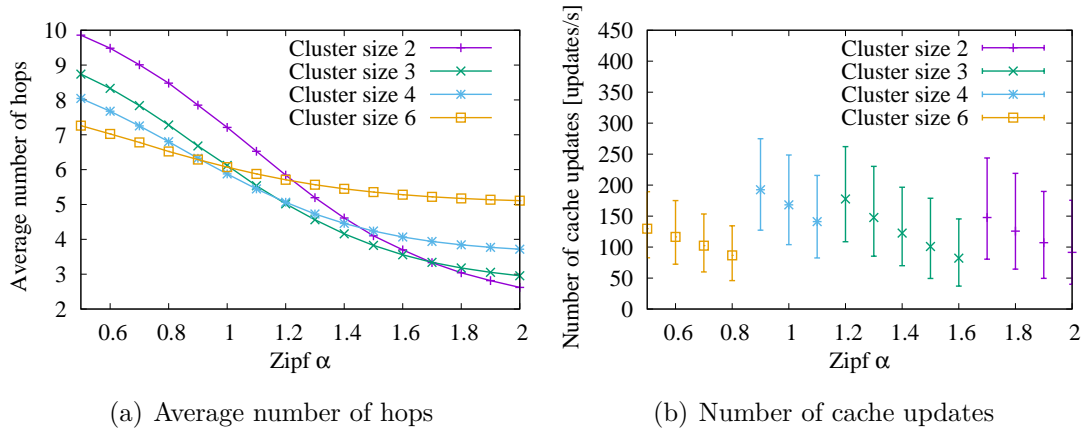 Average number of hops
10
9
8
7
6
5
4
3
2
0.6 0.8 1 1.2 1.4 1.6 1.8 2
Zipf α
Cluster size 2
Cluster size 3
Cluster size 4
Cluster size 6
(a) Average number of hops
Number of cache updates [updates/s]
450
400
350
300
250
200
150
100
50
0
0.6 0.8 1 1.2 1.4 1.6 1.8 2
Zipf α
Cluster size 2
Cluster size 3
Cluster size 4
Cluster size 6
(b) Number of cache updates